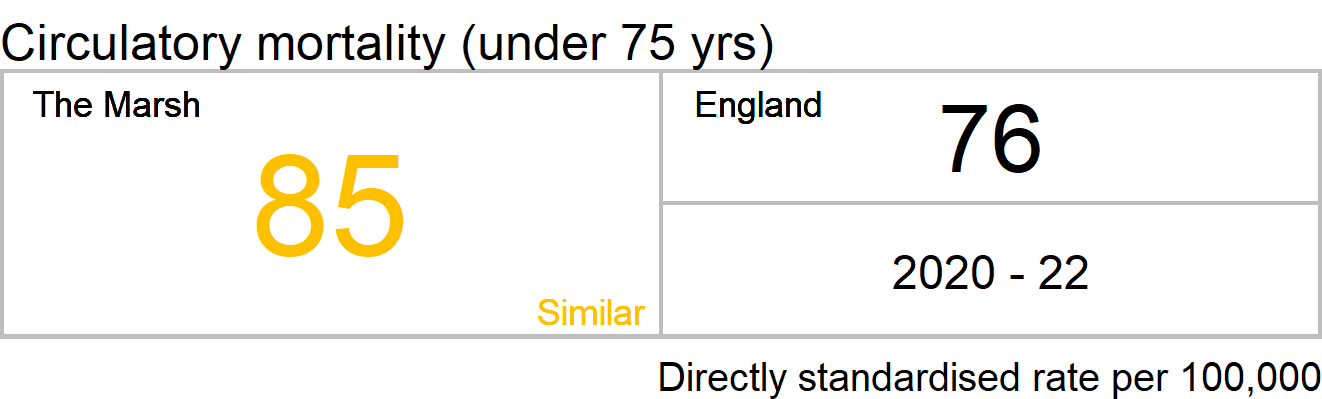 Circulatory mortality (under 75 yrs)
The Marsh
85
Similar
England
76
2020 - 22
Directly standardised rate per 100,000